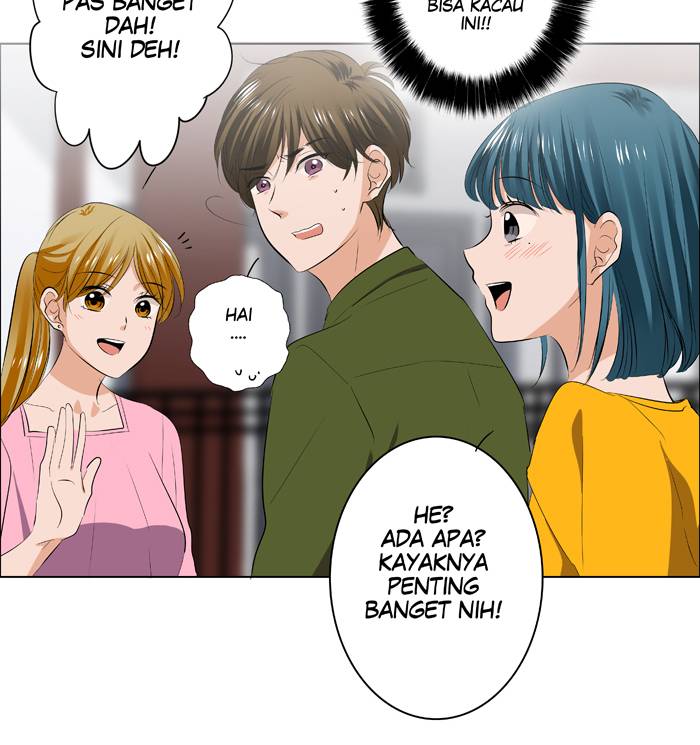 PAS BANGET
DAH!
SINI DEH!
BISA KACAU
INI!!
HAI
....
HE?
ADA APA?
KAYAKNYA
PENTING
BANGET NIH!